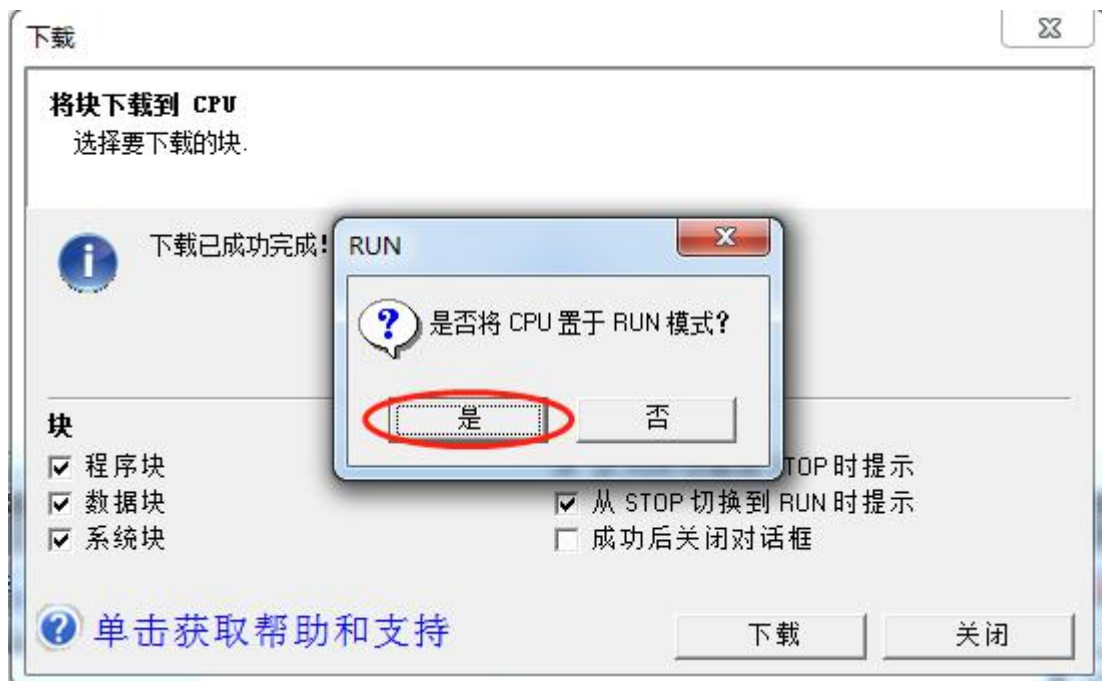 下载
将块下载到 CPU
选择要下载的块.
下载已成功完成!
RUN
是否将 CPU 置于 RUN 模式?
是
否
块
程序块
数据块
系统块
TOP 时提示
从 STOP 切换到 RUN 时提示
成功后关闭对话框
单击获取帮助和支持
下载
关闭